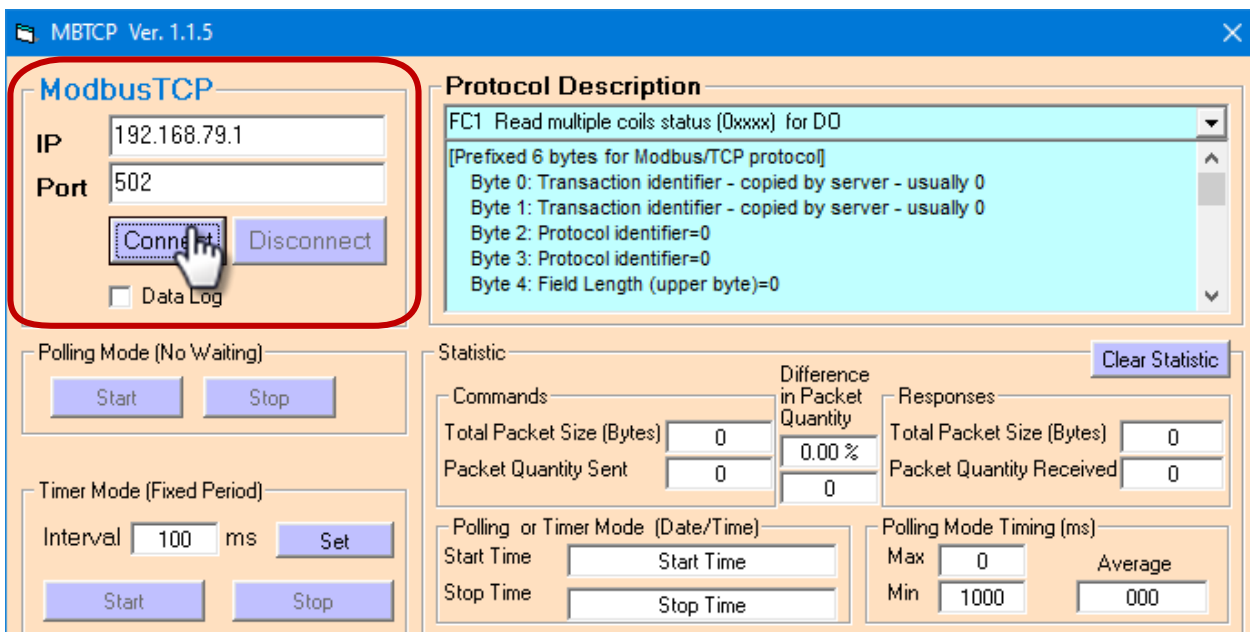 MBTCP Ver. 1.1.5
ModbusTCP
IP 192.168.79.1
Port 502
Connect Disconnect
Data Log
Protocol Description
FC1 Read multiple coils status (0xxxx) for DO
[Prefixed 6 bytes for Modbus/TCP protocol]
Byte 0: Transaction identifier - copied by server - usually 0
Byte 1: Transaction identifier - copied by server - usually 0
Byte 2: Protocol identifier=0
Byte 3: Protocol identifier=0
Byte 4: Field Length (upper byte)=0
Polling Mode (No Waiting)
Start Stop
Timer Mode (Fixed Period)
Interval 100 ms Set
Start Stop
Statistic
Clear Statistic
Commands
Total Packet Size (Bytes) 0
Packet Quantity Sent 0
Difference
in Packet
Quantity
0.00 %
0
Responses
Total Packet Size (Bytes) 0
Packet Quantity Received 0
Polling or Timer Mode (Date/Time)
Start Time Start Time
Stop Time Stop Time
Polling Mode Timing (ms)
Max 0
Min 1000
Average
000